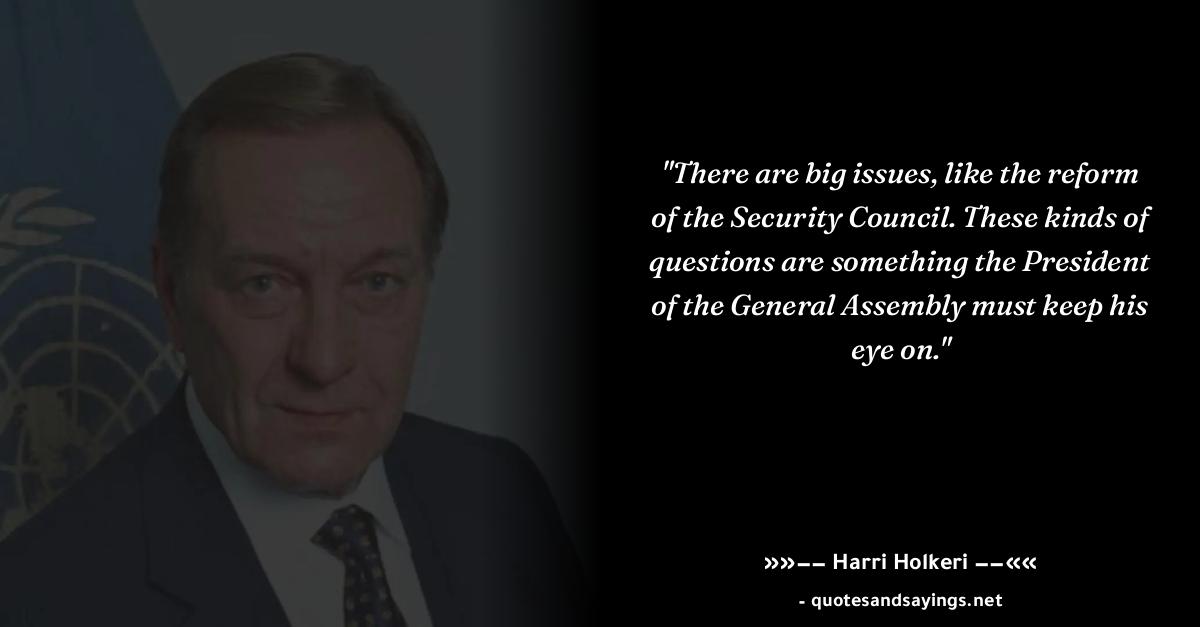 "There are big issues, like the reform
of the Security Council. These kinds of
questions are something the President
of the General Assembly must keep his
eye on."
»»−− Harri Holkeri −−««
- quotesandsayings.net